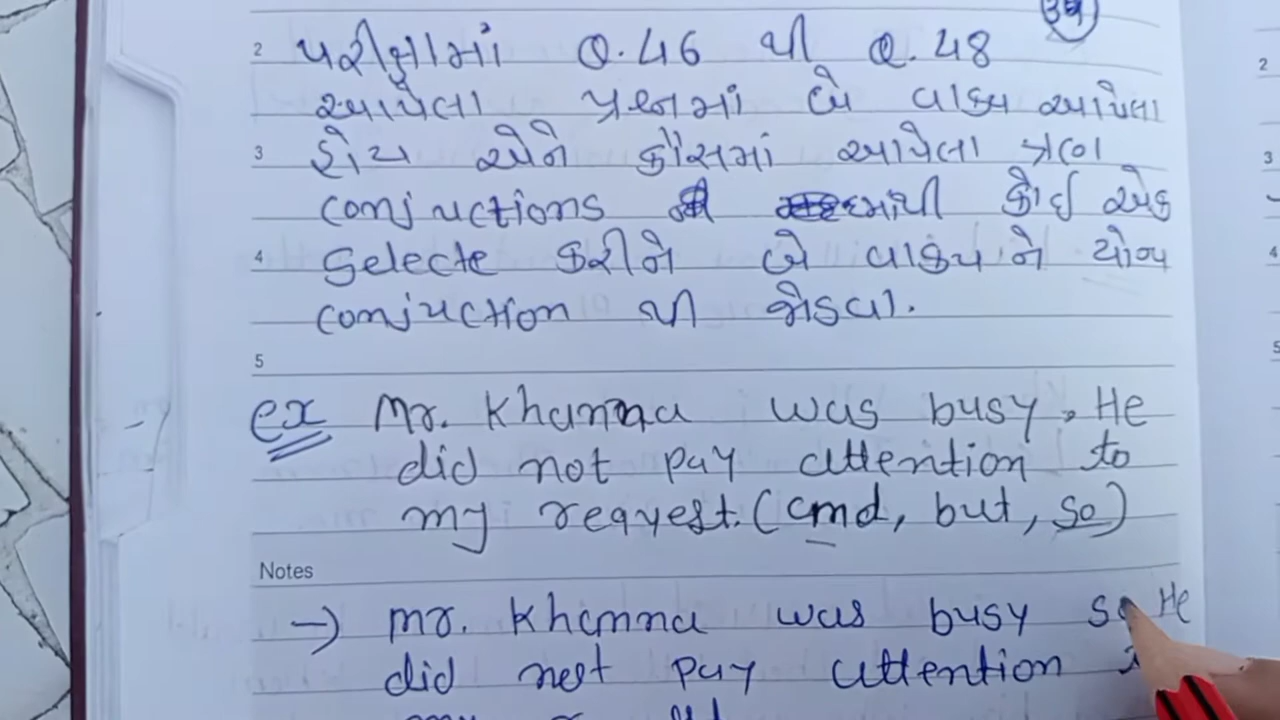 પરીક્ષામાં Q.46 થી Q.48
આપેલા પ્રશ્નમાં બે વાક્ય આપેલા
હોય અને કૌંસમાં આપેલા ત્રણ
conjuctions માંથી કોઈ એક
Selecte કરીને બે વાક્યને યોગ્ય
conjuction થી જોડવા.
ex Mr. Khanna was busy. He
did not pay attention to
my request. (and, but, so)
Notes
→ Mr. Khanna was busy so He
did not pay attention